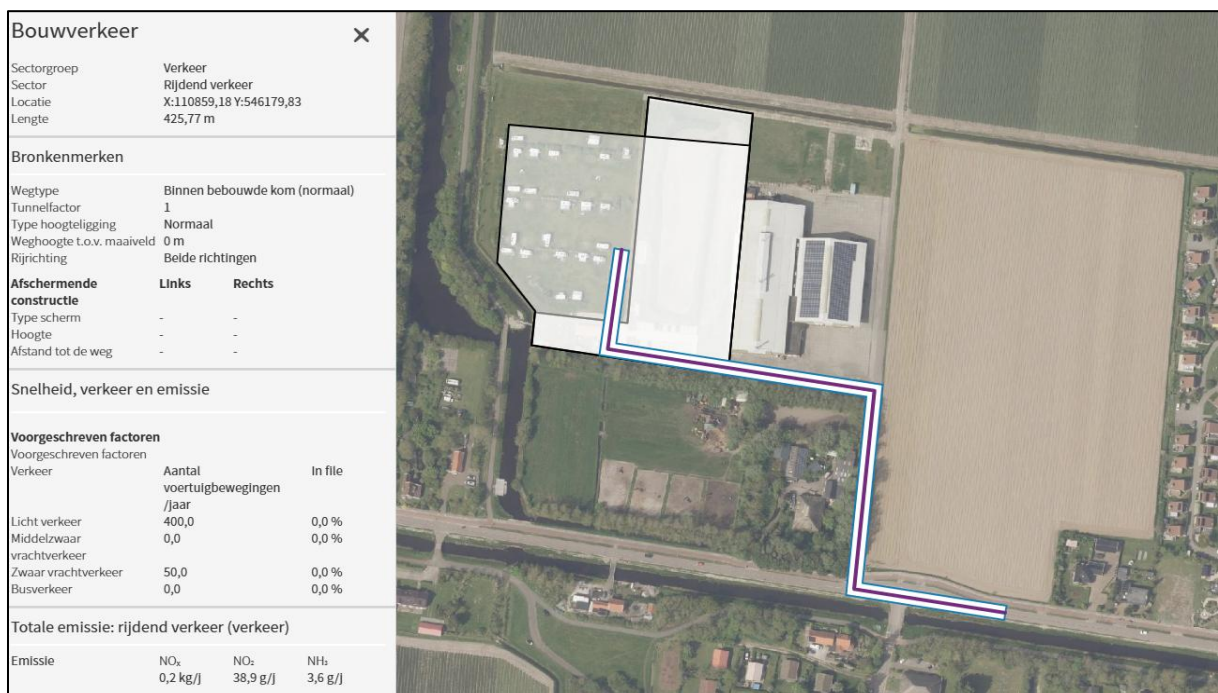 Bouwverkeer
Sectorgroep Verkeer
Sector Rijdend verkeer
Locatie X:110859,18 Y:546179,83
Lengte 425,77 m
Bronkenmerken
Wegtype Binnen bebouwde kom (normaal)
Tunnelfactor 1
Type hoogteligging Normaal
Weghoogte t.o.v. maaiveld 0 m
Rijrichting Beide richtingen
Afschermende Links Rechts
constructie
Type scherm - -
Hoogte - -
Afstand tot de weg - -
Snelheid, verkeer en emissie
Voorgeschreven factoren
Voorgeschreven factoren
Verkeer Aantal In file
voertuigbewegingen
/jaar
Licht verkeer 400,0 0,0 %
Middelzwaar 0,0 0,0 %
vrachtverkeer
Zwaar vrachtverkeer 50,0 0,0 %
Busverkeer 0,0 0,0 %
Totale emissie: rijdend verkeer (verkeer)
Emissie NOₓ NO₂ NH₃
0,2 kg/j 38,9 g/j 3,6 g/j